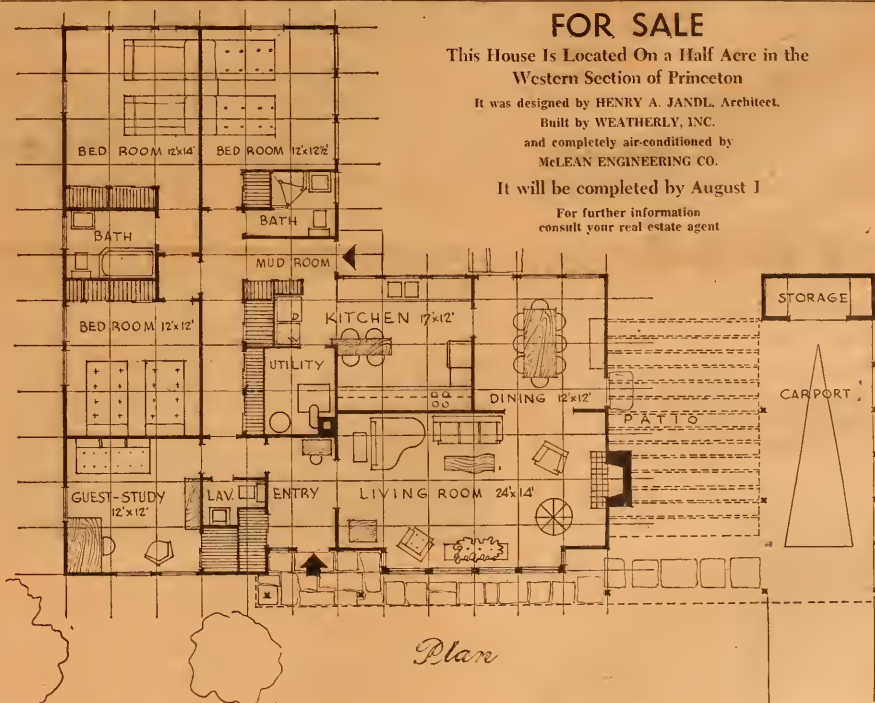 FOR SALE
This House Is Located On a Half Acre in the
Western Section of Princeton
It was designed by HENRY A. JANDL, Architect.
Built by WEATHERLY, INC.
and completely air-conditioned by
McLEAN ENGINEERING CO.
It will be completed by August 1
For further information
consult your real estate agent
BED ROOM 12'x14'
BED ROOM 12'x12½'
BATH
BATH
MUD ROOM
BED ROOM 12'x12'
KITCHEN 17'x12'
UTILITY
DINING 12'x12'
STORAGE
CARPORT
PATIO
GUEST-STUDY
12'x12'
LAV.
ENTRY
LIVING ROOM 24'x14'
Plan